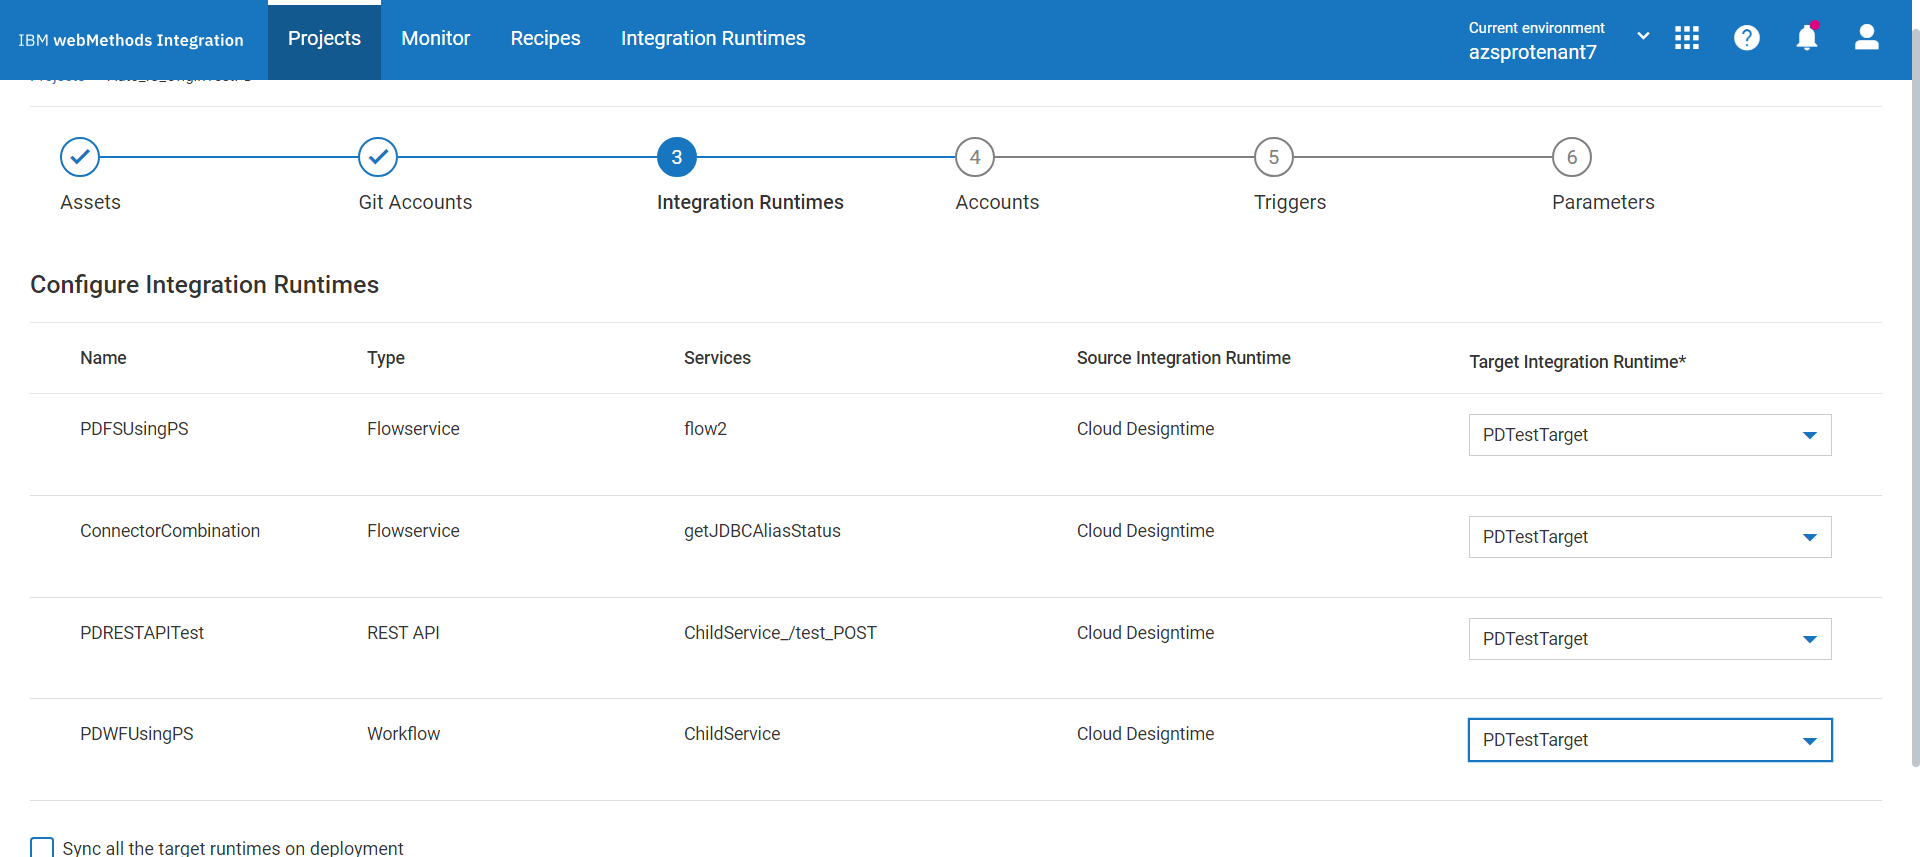 IBM webMethods Integration
Projects
Monitor
Recipes
Integration Runtimes
Current environment
azsprotenant7
3
4
5
6
Assets
Git Accounts
Integration Runtimes
Accounts
Triggers
Parameters
Configure Integration Runtimes
Name Type Services Source Integration Runtime Target Integration Runtime*
PDFSUsingPS Flowservice flow2 Cloud Designtime PDTestTarget
ConnectorCombination Flowservice getJDBCAliasStatus Cloud Designtime PDTestTarget
PDRESTAPITest REST API ChildService_/test_POST Cloud Designtime PDTestTarget
PDWFUsingPS Workflow ChildService Cloud Designtime PDTestTarget
Sync all the target runtimes on deployment